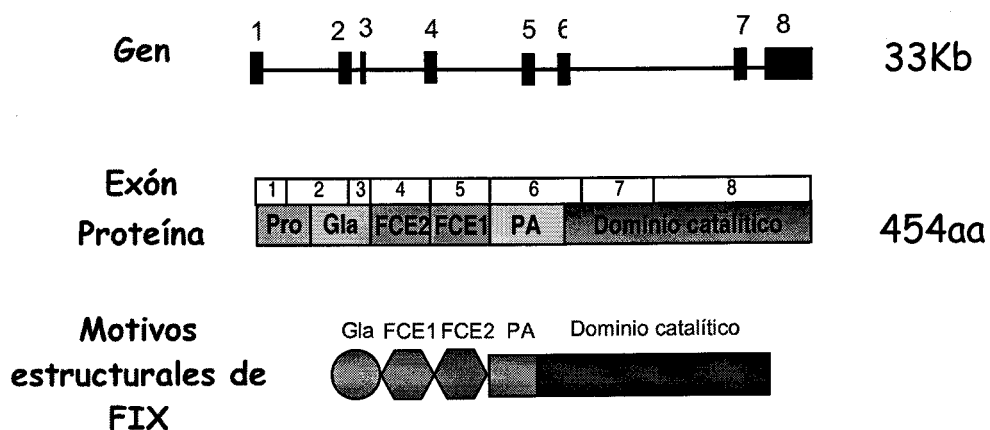 1 2 3 4 5 6 7 8
Gen
33Kb
Exón
1 2 3 4 5 6 7 8
Proteína
Pro Gla FCE2 FCE1 PA Dominio catalítico
454aa
Motivos
estructurales de
FIX
Gla FCE1 FCE2 PA Dominio catalítico